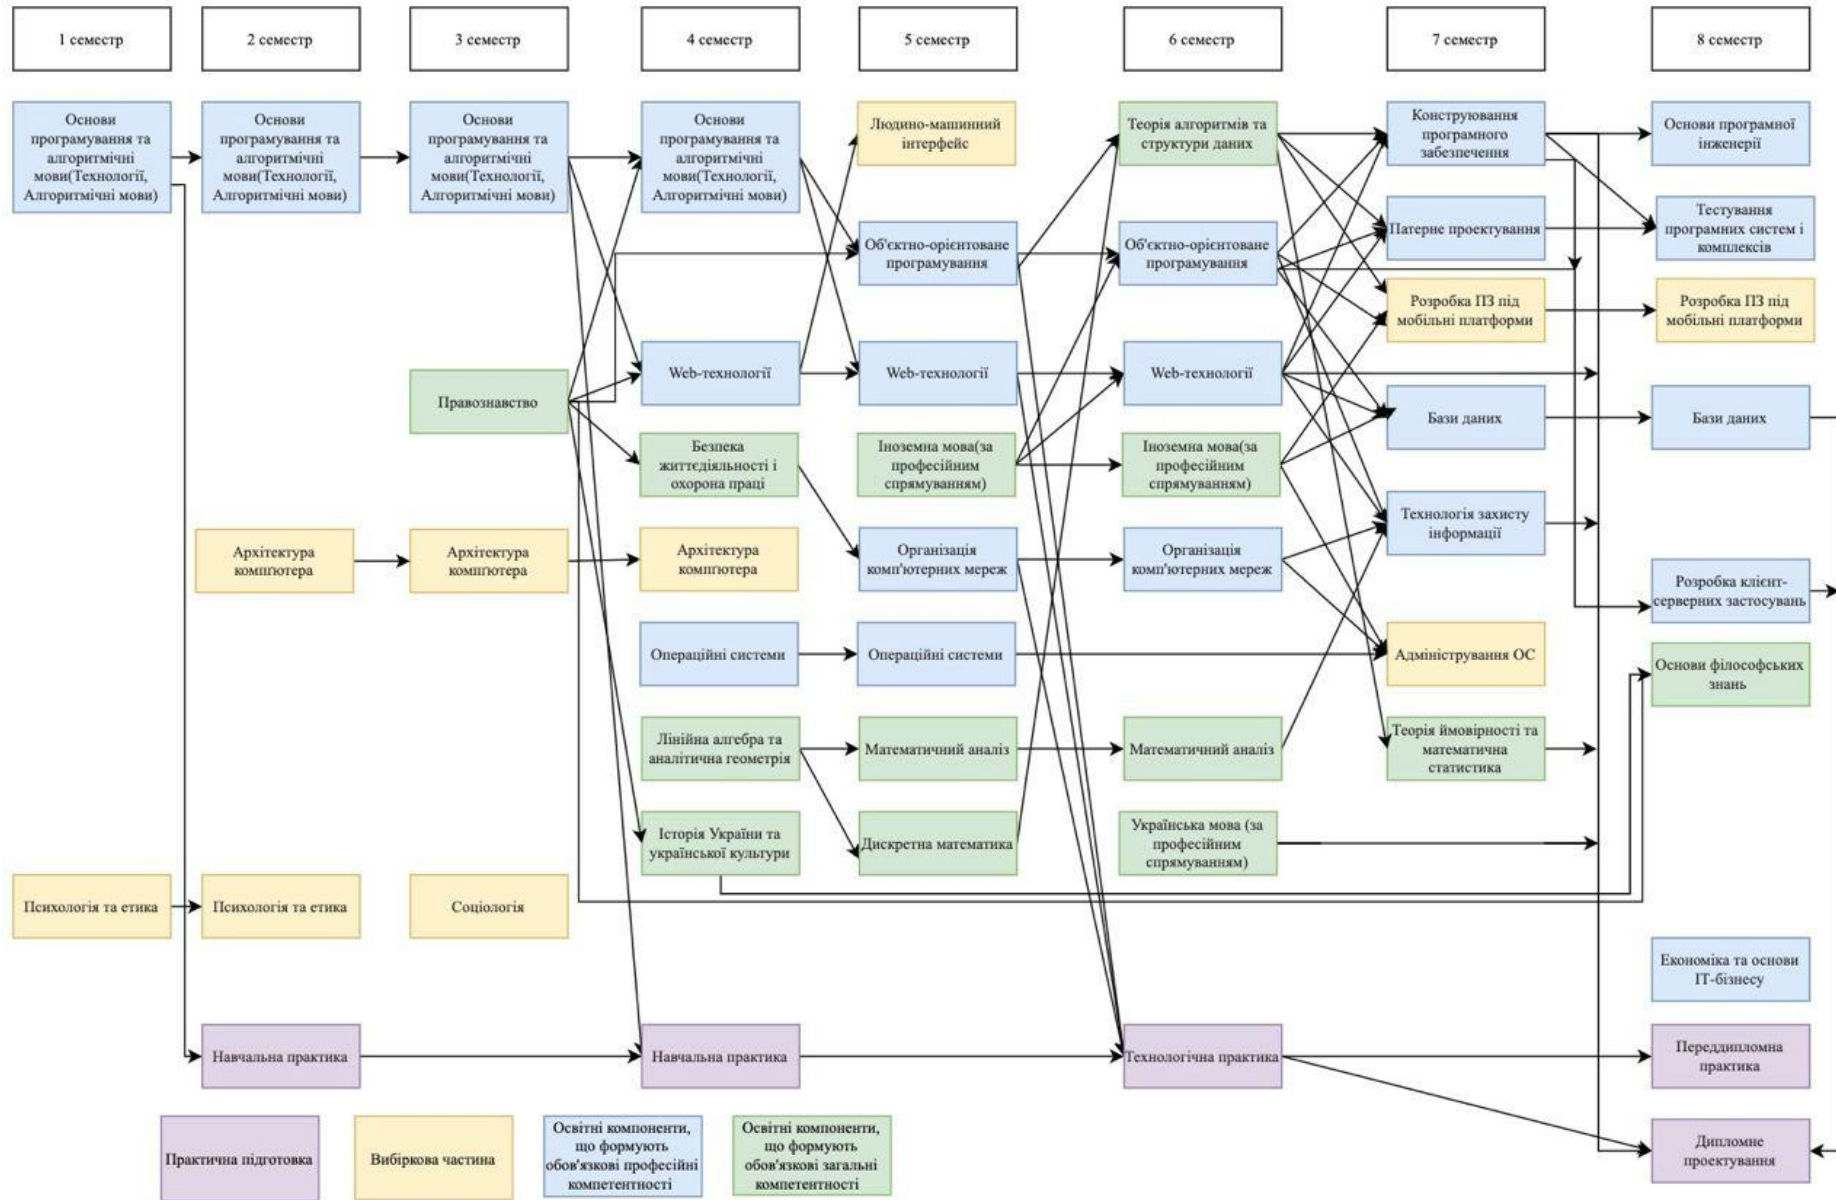 1 семестр
2 семестр
3 семестр
4 семестр
5 семестр
6 семестр
7 семестр
8 семестр
Основи
програмування та
алгоритмічні
мови(Технології,
Алгоритмічні мови)
Основи
програмування та
алгоритмічні
мови(Технології,
Алгоритмічні мови)
Основи
програмування та
алгоритмічні
мови(Технології,
Алгоритмічні мови)
Основи
програмування та
алгоритмічні
мови(Технології,
Алгоритмічні мови)
Людино-машинний
інтерфейс
Теорія алгоритмів та
структури даних
Конструювання
програмного
забезпечення
Основи програмної
інженерії
Об'єктно-орієнтоване
програмування
Об'єктно-орієнтоване
програмування
Патерне проектування
Тестування
програмних систем і
комплексів
Розробка ПЗ під
мобільні платформи
Розробка ПЗ під
мобільні платформи
Правознавство
Web-технології
Web-технології
Web-технології
Бази даних
Бази даних
Безпека
життєдіяльності і
охорона праці
Іноземна мова(за
професійним
спрямуванням)
Іноземна мова(за
професійним
спрямуванням)
Технологія захисту
інформації
Архітектура
комп'ютера
Архітектура
комп'ютера
Архітектура
комп'ютера
Організація
комп'ютерних мереж
Організація
комп'ютерних мереж
Розробка клієнт-
серверних застосувань
Операційні системи
Операційні системи
Адміністрування ОС
Основи філософських
знань
Лінійна алгебра та
аналітична геометрія
Математичний аналіз
Математичний аналіз
Теорія ймовірності та
математична
статистика
Історія України та
української культури
Дискретна математика
Українська мова (за
професійним
спрямуванням)
Психологія та етика
Психологія та етика
Соціологія
Економіка та основи
ІТ-бізнесу
Навчальна практика
Навчальна практика
Технологічна практика
Переддипломна
практика
Дипломне
проектування
Практична підготовка
Вибіркова частина
Освітні компоненти,
що формують
обов'язкові професійні
компетентності
Освітні компоненти,
що формують
обов'язкові загальні
компетентності